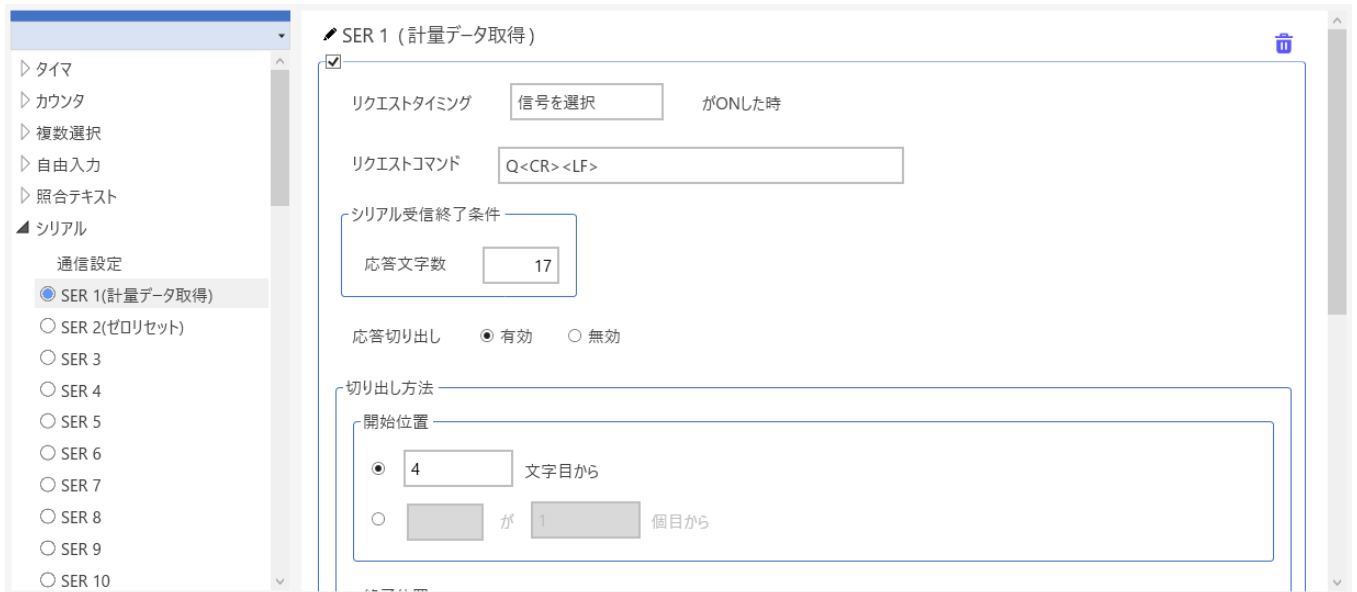 タイマ
カウンタ
複数選択
自由入力
照合テキスト
シリアル
通信設定
SER 1(計量データ取得)
SER 2(ゼロリセット)
SER 3
SER 4
SER 5
SER 6
SER 7
SER 8
SER 9
SER 10
SER 1 (計量データ取得)
リクエストタイミング 信号を選択 がONした時
リクエストコマンド Q<CR><LF>
シリアル受信終了条件
応答文字数 17
応答切り出し 有効 無効
切り出し方法
開始位置
4 文字目から
が 1 個目から